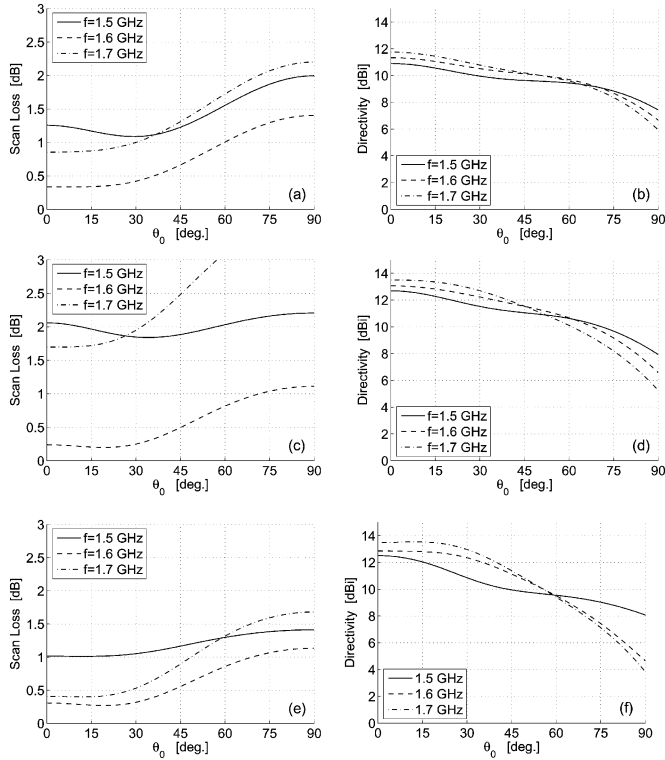 3
2.5
2
1.5
1
0.5
0
Scan Loss [dB]
f=1.5 GHz
f=1.6 GHz
f=1.7 GHz
(a)
0 15 30 45 60 75 90
θ0 [deg.]
14
12
10
8
6
4
2
0
Directivity [dBi]
f=1.5 GHz
f=1.6 GHz
f=1.7 GHz
(b)
0 15 30 45 60 75 90
θ0 [deg.]
3
2.5
2
1.5
1
0.5
0
Scan Loss [dB]
f=1.5 GHz
f=1.6 GHz
f=1.7 GHz
(c)
0 15 30 45 60 75 90
θ0 [deg.]
14
12
10
8
6
4
2
0
Directivity [dBi]
f=1.5 GHz
f=1.6 GHz
f=1.7 GHz
(d)
0 15 30 45 60 75 90
θ0 [deg.]
3
2.5
2
1.5
1
0.5
0
Scan Loss [dB]
f=1.5 GHz
f=1.6 GHz
f=1.7 GHz
(e)
0 15 30 45 60 75 90
θ0 [deg.]
14
12
10
8
6
4
2
0
Directivity [dBi]
1.5 GHz
1.6 GHz
1.7 GHz
(f)
0 15 30 45 60 75 90
θ0 [deg.]